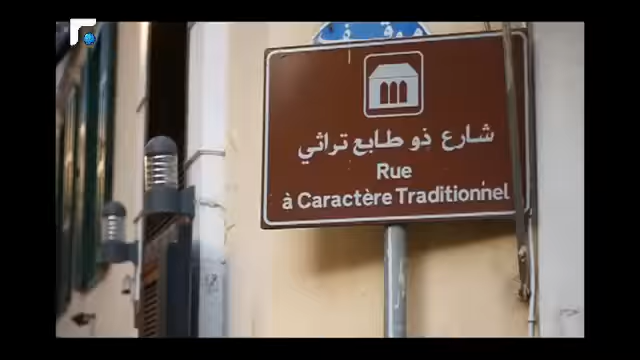 شارع ذو طابع تراثي
Rue
à Caractère Traditionnel